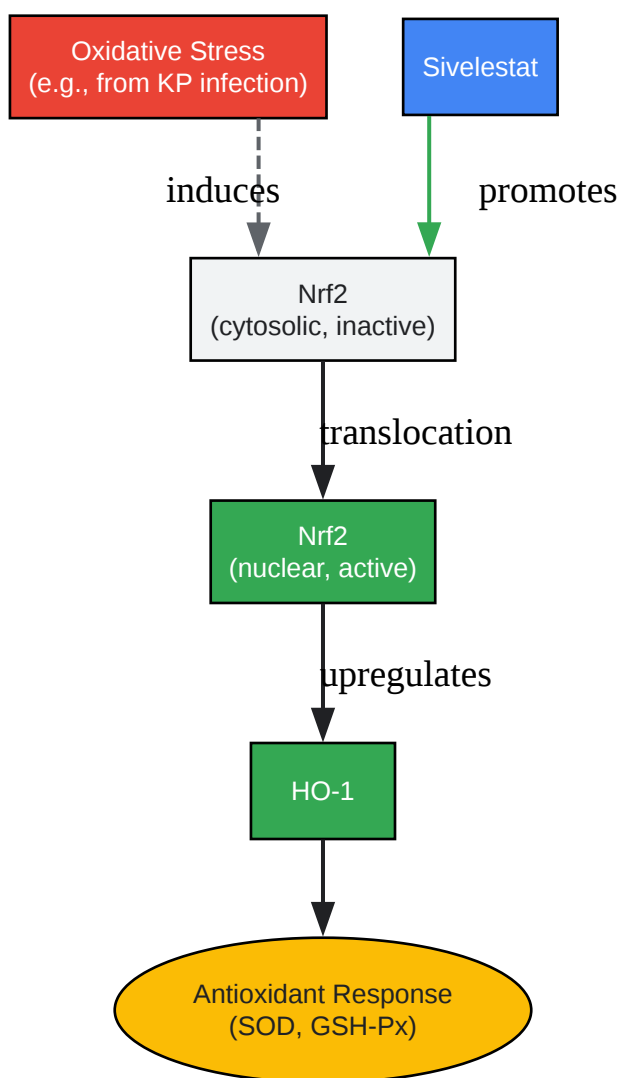 Oxidative Stress
(e.g., from KP infection)
Sivelestat
induces
promotes
Nrf2
(cytosolic, inactive)
translocation
Nrf2
(nuclear, active)
upregulates
HO-1
Antioxidant Response
(SOD, GSH-Px)